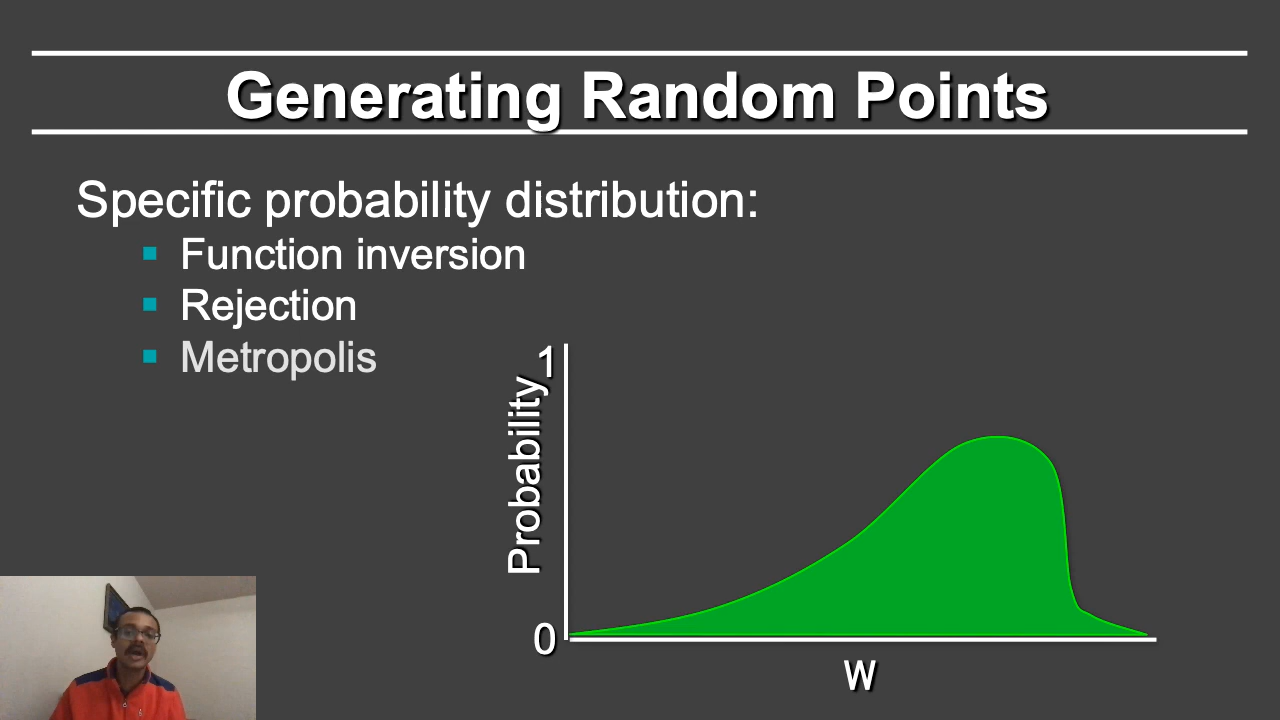 Generating Random Points
Specific probability distribution:
Function inversion
Rejection
Metropolis
1
Probability
0
W